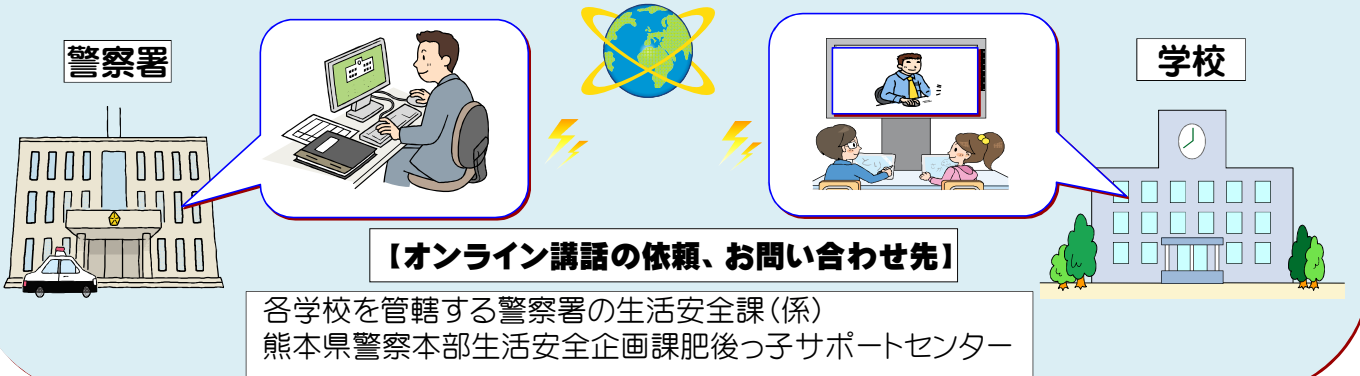 警察署
学校
【オンライン講話の依頼、お問い合わせ先】
各学校を管轄する警察署の生活安全課(係)
熊本県警察本部生活安全企画課肥後っ子サポートセンター